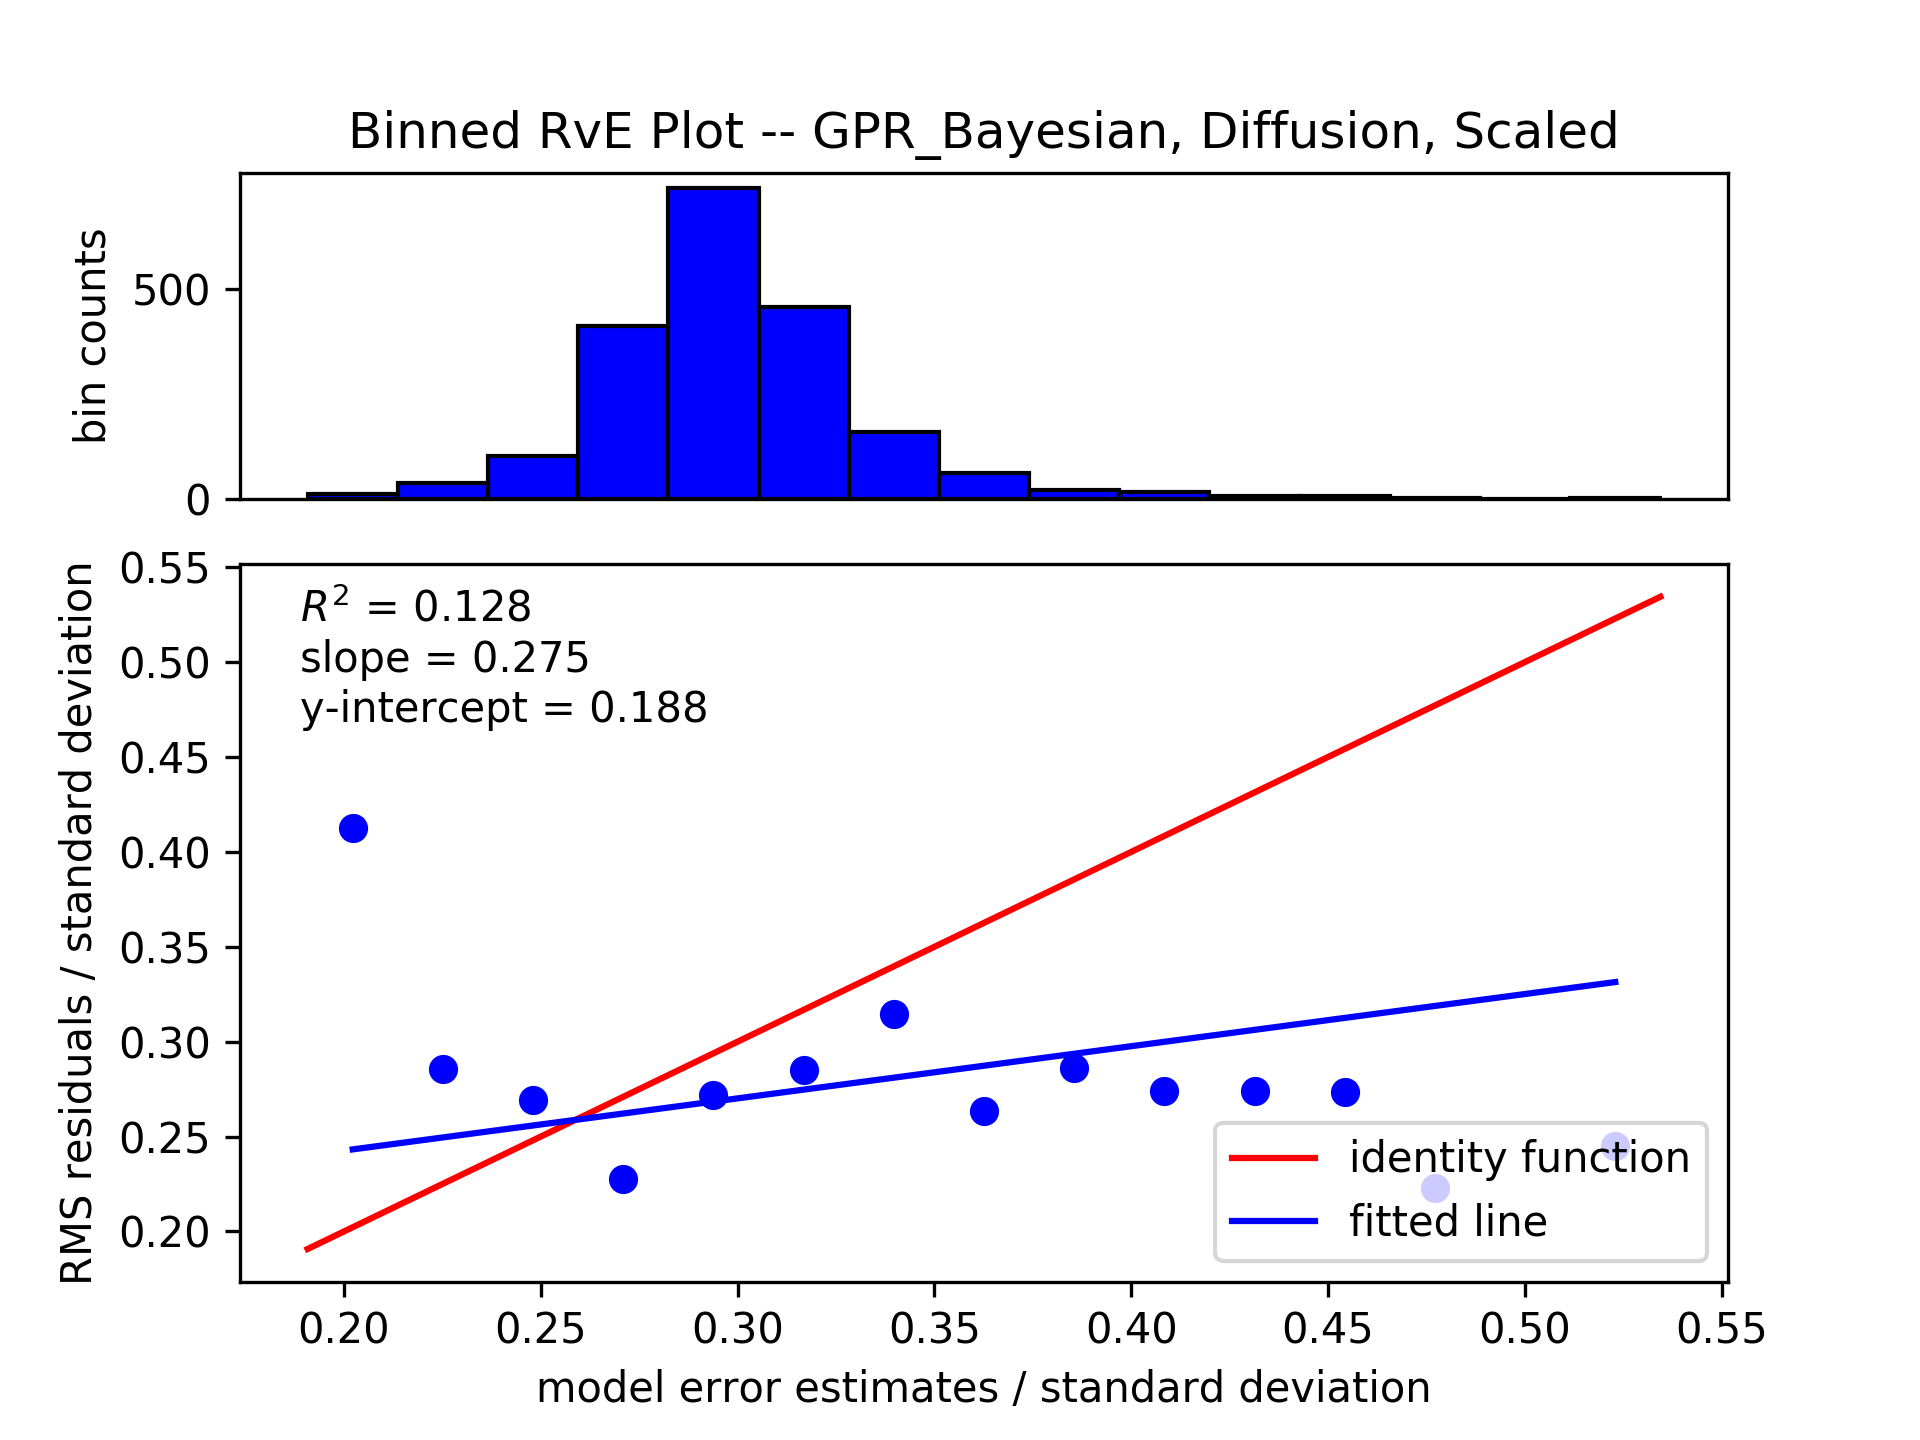 Binned RvE Plot -- GPR_Bayesian, Diffusion, Scaled
bin counts
500
0
RMS residuals / standard deviation
0.55
0.50
0.45
0.40
0.35
0.30
0.25
0.20
R² = 0.128
slope = 0.275
y-intercept = 0.188
identity function
fitted line
0.20 0.25 0.30 0.35 0.40 0.45 0.50 0.55
model error estimates / standard deviation